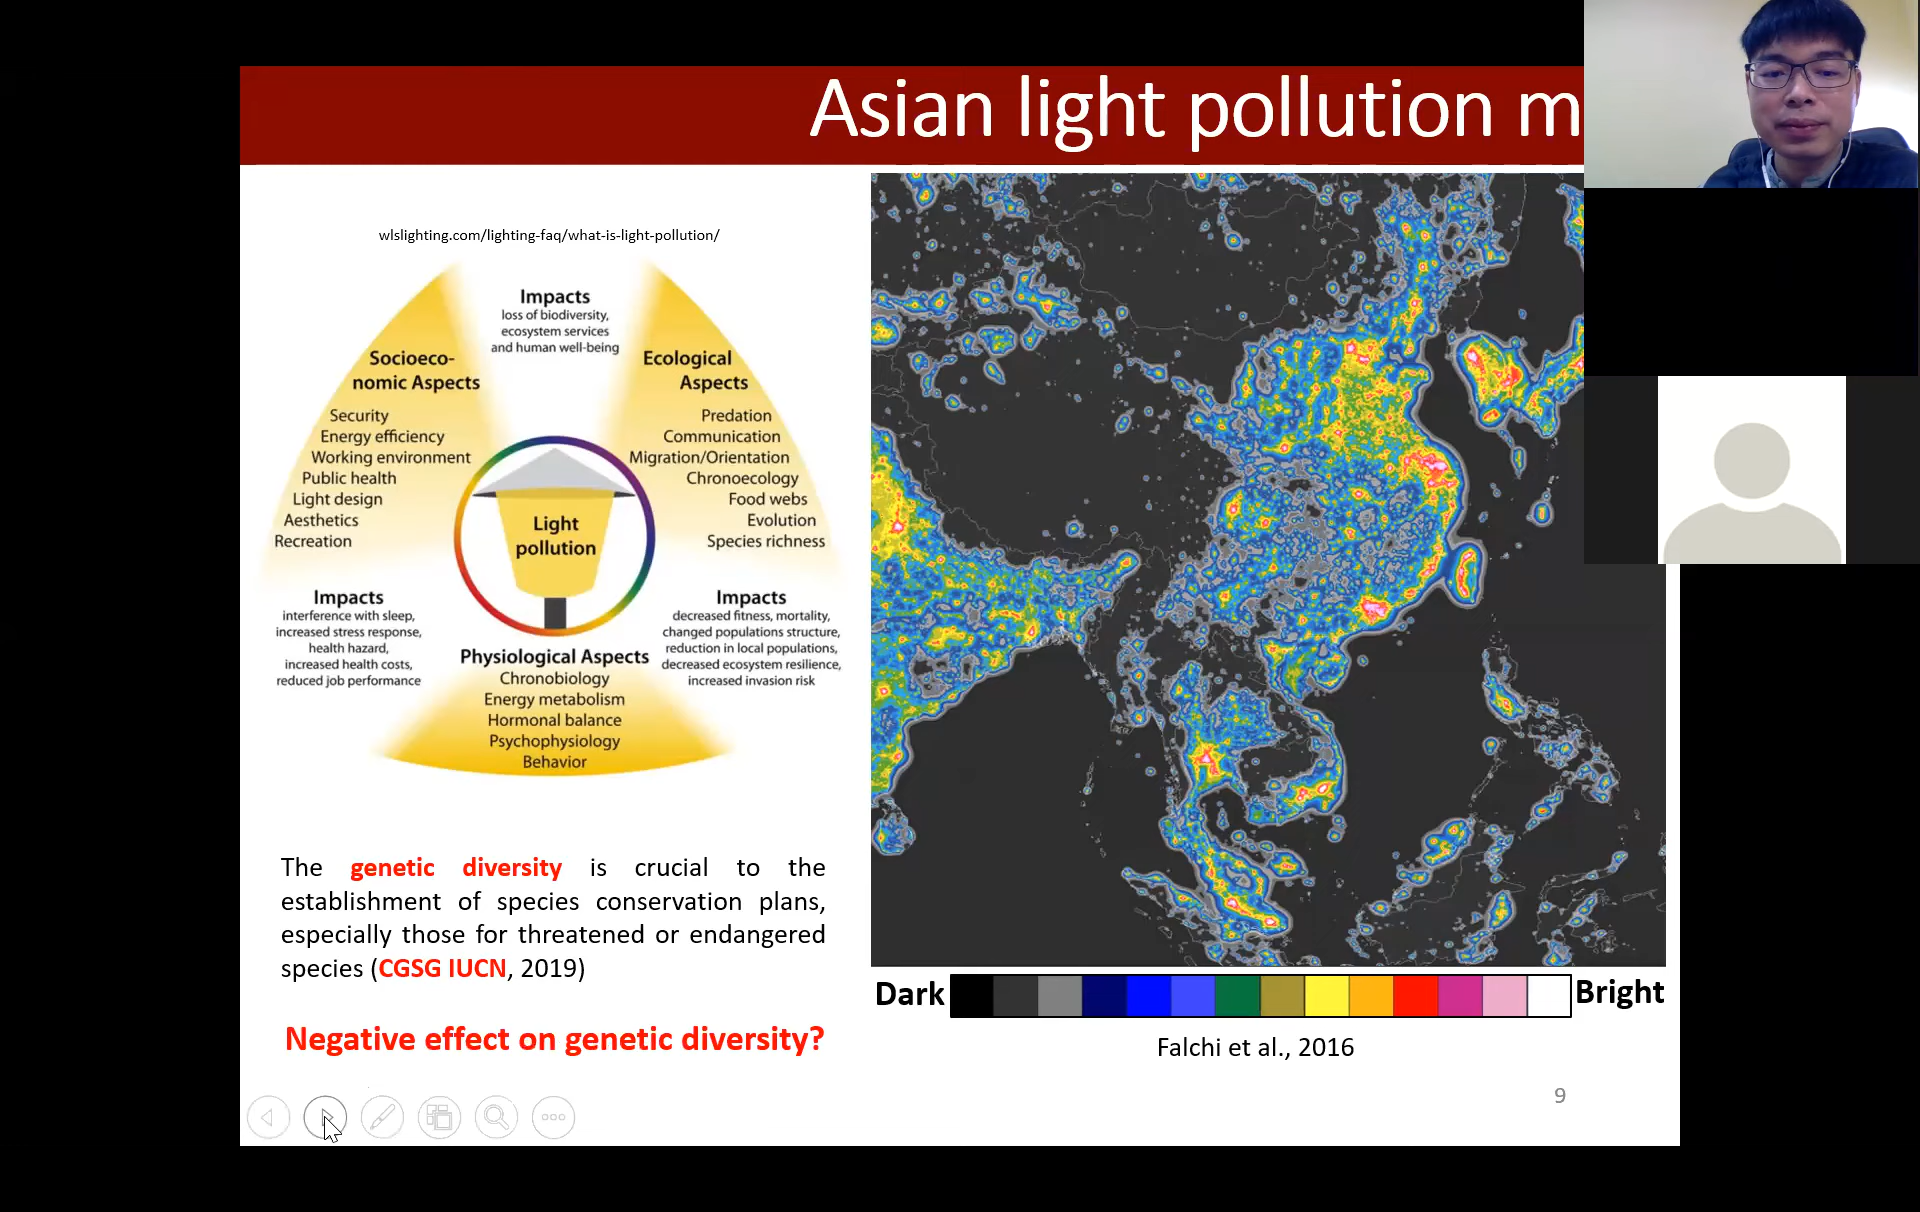 Asian light pollution m
wlslighting.com/lighting-faq/what-is-light-pollution/
Impacts
loss of biodiversity,
ecosystem services
and human well-being
Socioeco-
nomic Aspects
Security
Energy efficiency
Working environment
Public health
Light design
Aesthetics
Recreation
Ecological
Aspects
Predation
Communication
Migration/Orientation
Chronoecology
Food webs
Evolution
Species richness
Light
pollution
Impacts
interference with sleep,
increased stress response,
health hazard,
increased health costs,
reduced job performance
Impacts
decreased fitness, mortality,
changed populations structure,
reduction in local populations,
decreased ecosystem resilience,
increased invasion risk
Physiological Aspects
Chronobiology
Energy metabolism
Hormonal balance
Psychophysiology
Behavior
The genetic diversity is crucial to the
establishment of species conservation plans,
especially those for threatened or endangered
species (CGSG IUCN, 2019)
Negative effect on genetic diversity?
Dark
Bright
Falchi et al., 2016
9